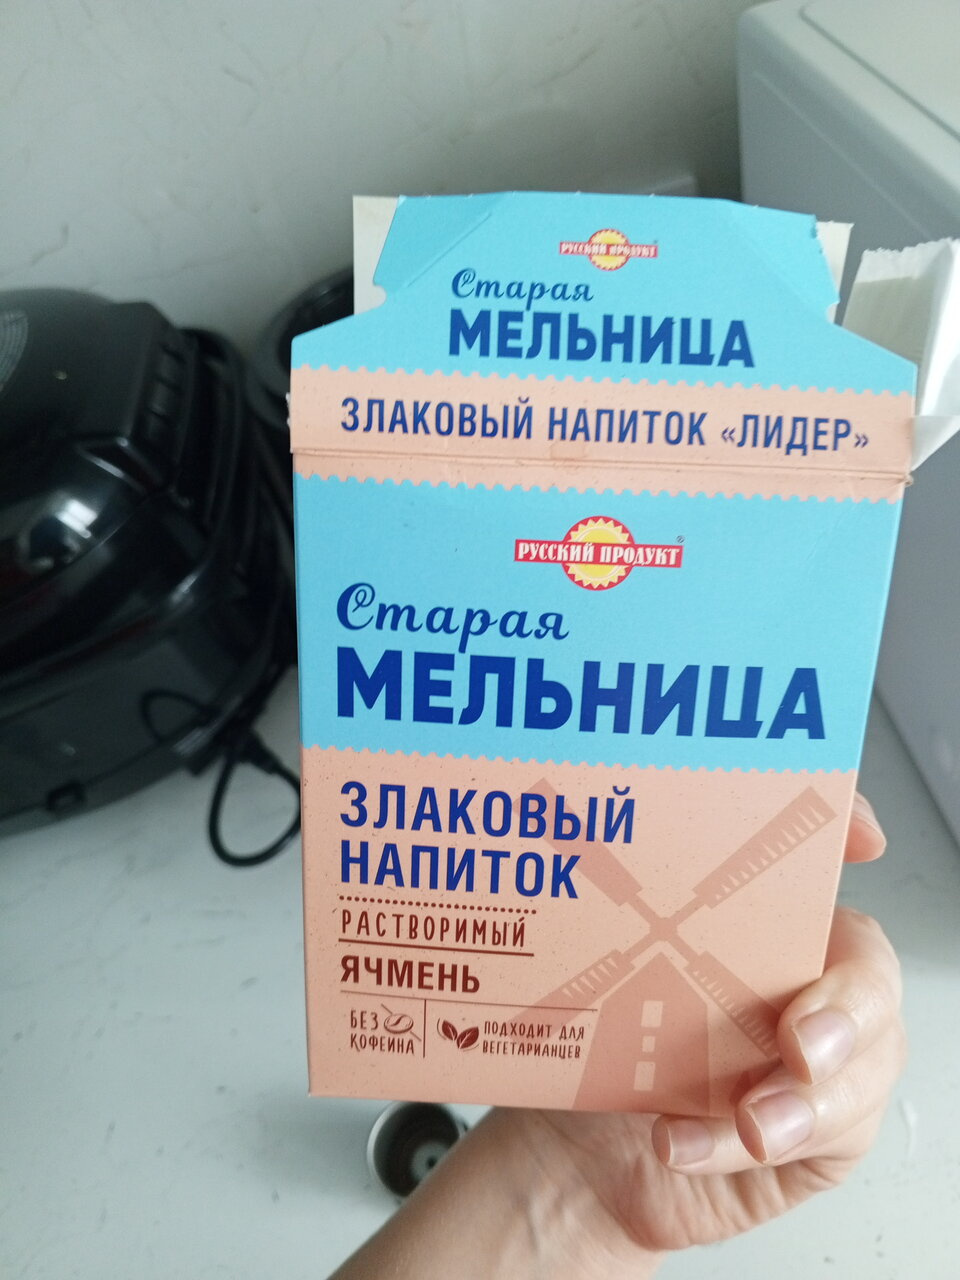 РУССКИЙ ПРОДУКТ
Старая
МЕЛЬНИЦА
ЗЛАКОВЫЙ НАПИТОК «ЛИДЕР»
РУССКИЙ ПРОДУКТ®
Старая
МЕЛЬНИЦА
ЗЛАКОВЫЙ
НАПИТОК
РАСТВОРИМЫЙ
ЯЧМЕНЬ
БЕЗ
КОФЕИНА
ПОДХОДИТ ДЛЯ
ВЕГЕТАРИАНЦЕВ